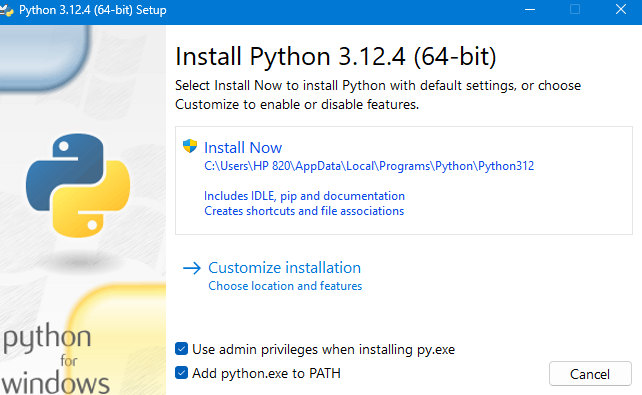 Python 3.12.4 (64-bit) Setup
Install Python 3.12.4 (64-bit)
Select Install Now to install Python with default settings, or choose
Customize to enable or disable features.
Install Now
C:\Users\HP 820\AppData\Local\Programs\Python\Python312
Includes IDLE, pip and documentation
Creates shortcuts and file associations
Customize installation
Choose location and features
Use admin privileges when installing py.exe
Add python.exe to PATH
Cancel
python
for
windows